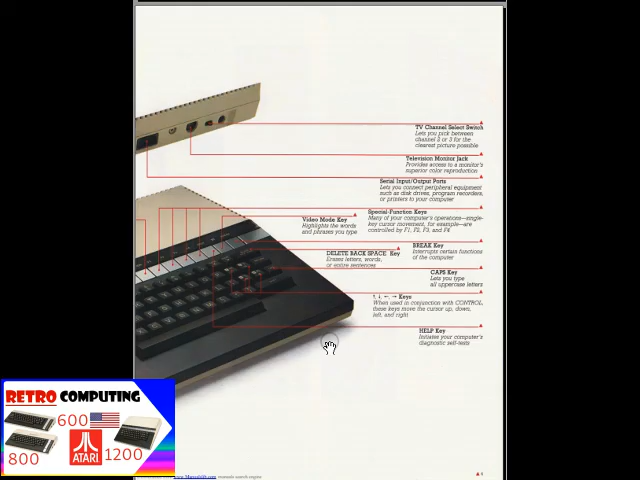 TV Channel Select Switch
Lets you pick between
channel 2 or 3 for the
clearest picture possible
Television Monitor Jack
Provides access to a monitor's
superior color reproduction
Serial Input/Output Ports
Lets you connect peripheral equipment
such as disk drives, program recorders,
or printers to your computer
Special-Function Keys
Many of your computer's operations—single-
key cursor movement, for example—are
controlled by F1, F2, F3, and F4
Video Mode Key
Highlights the words
and phrases you type
BREAK Key
Interrupts certain functions
of the computer
DELETE BACK SPACE Key
Erases letters, words,
or entire sentences
CAPS Key
Lets you type
all uppercase letters
↑, ↓, ←, → Keys
When used in conjunction with CONTROL,
these keys move the cursor up, down,
left, and right
HELP Key
Initiates your computer's
diagnostic self-tests
RETRO COMPUTING
600
800
ATARI
1200